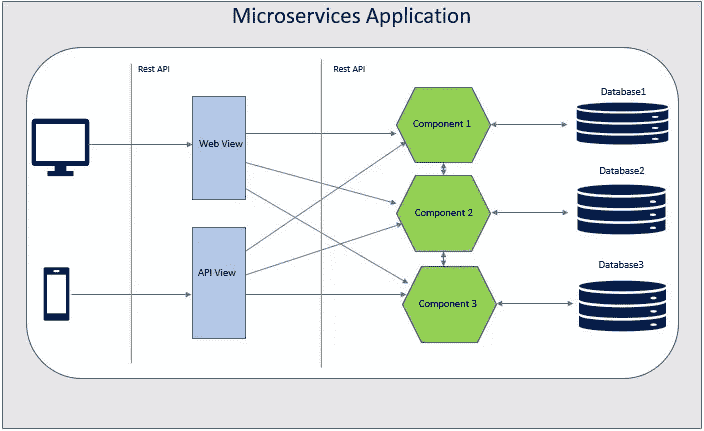 Microservices Application
Rest API
Rest API
Web View
API View
Component 1
Component 2
Component 3
Database1
Database2
Database3